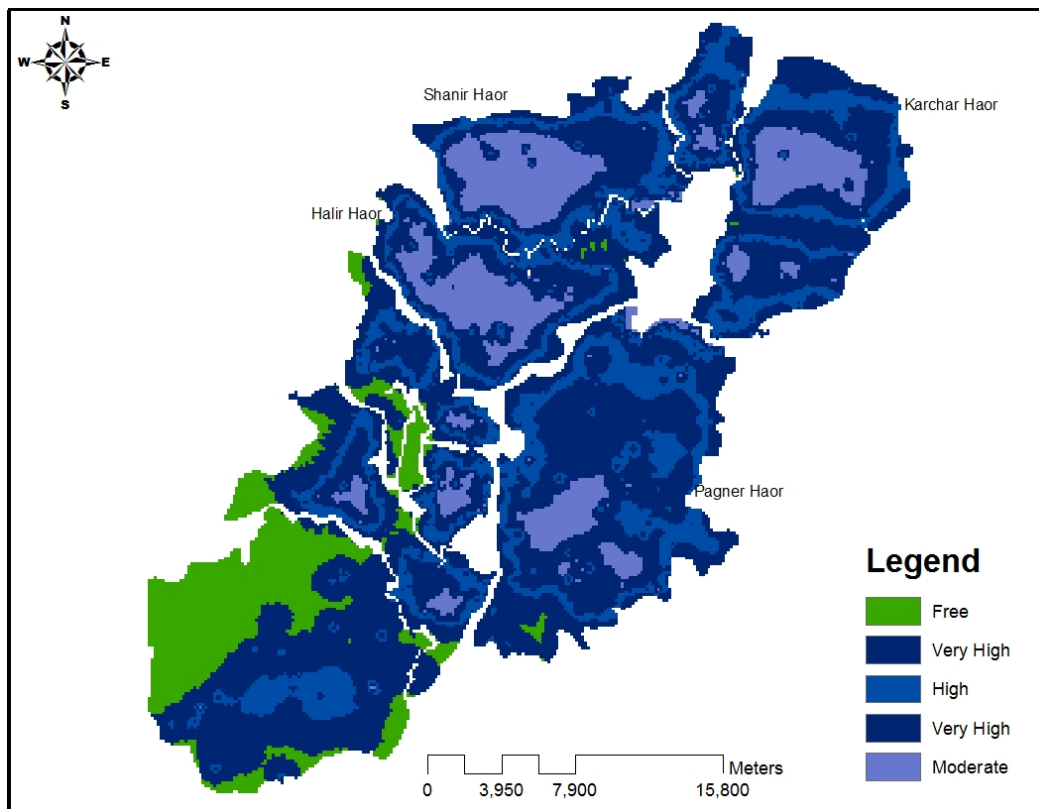 N
W E
S
Shanir Haor
Karchar Haor
Halir Haor
Pagner Haor
Legend
Free
Very High
High
Very High
Moderate
Meters
0 3,950 7,900 15,800